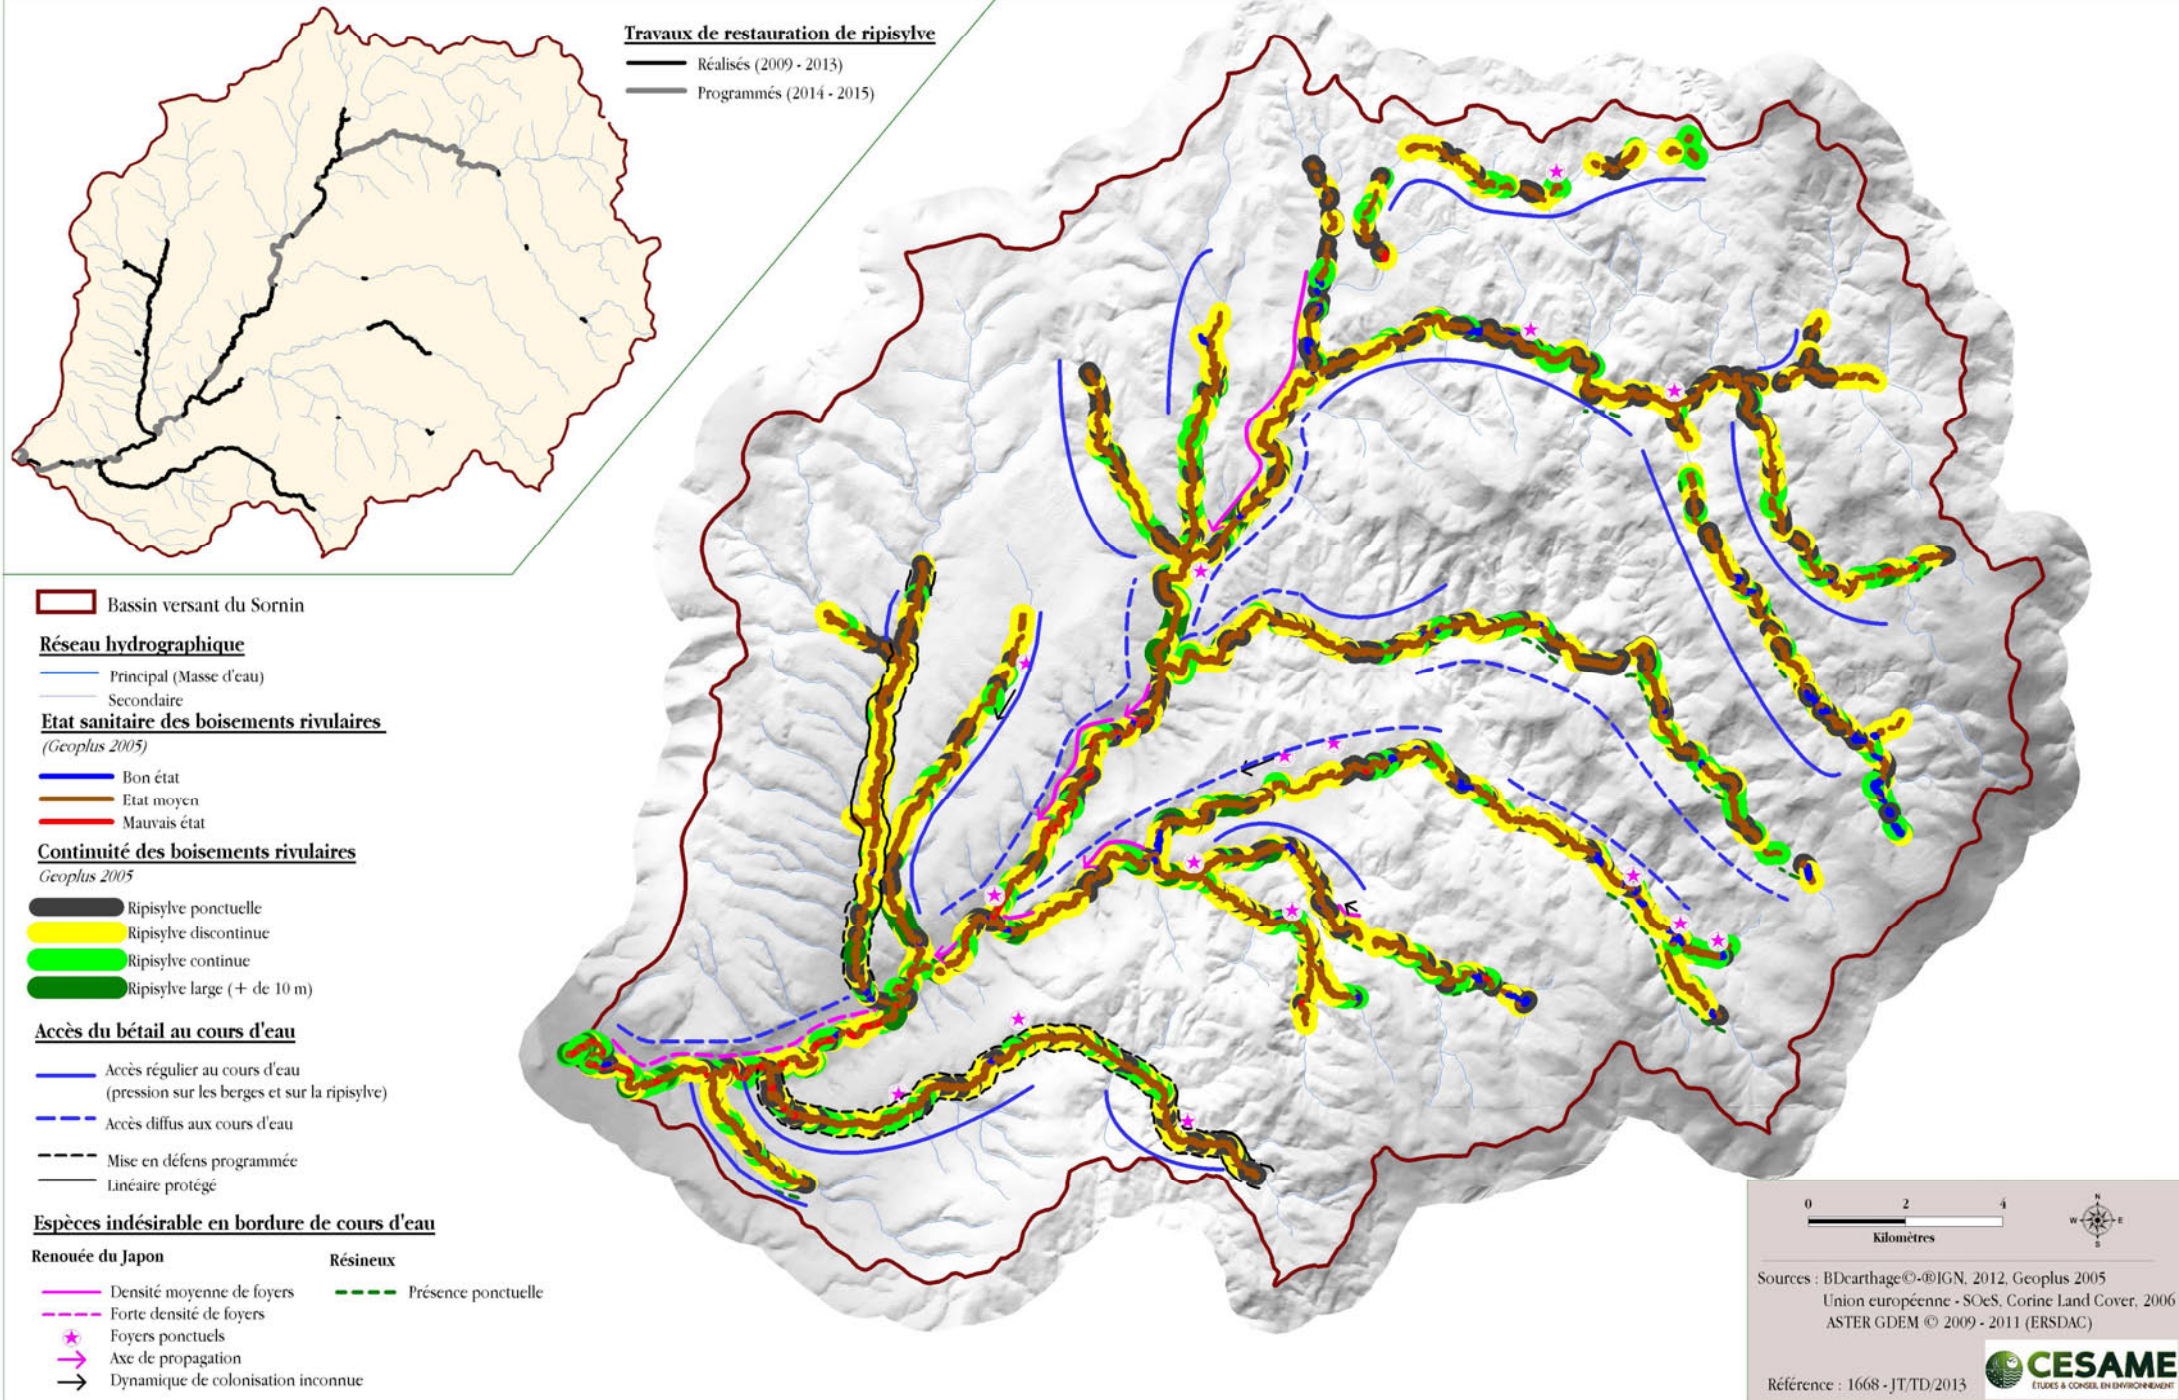 Travaux de restauration de ripisylve
Réalisés (2009 - 2013)
Programmés (2014 - 2015)
Bassin versant du Sornin
Réseau hydrographique
Principal (Masse d'eau)
Secondaire
Etat sanitaire des boisements rivulaires
(Geoplus 2005)
Bon état
Etat moyen
Mauvais état
Continuité des boisements rivulaires
Geoplus 2005
Ripisylve ponctuelle
Ripisylve discontinue
Ripisylve continue
Ripisylve large (+ de 10 m)
Accès du bétail au cours d'eau
Accès régulier au cours d'eau
(pression sur les berges et sur la ripisylve)
Accès diffus aux cours d'eau
Mise en défens programmée
Linéaire protégé
Espèces indésirable en bordure de cours d'eau
Renouée du Japon
Résineux
Densité moyenne de foyers
Présence ponctuelle
Forte densité de foyers
Foyers ponctuels
Axe de propagation
Dynamique de colonisation inconnue
0 2 4
Kilomètres
N
W E
S
Sources : BDcarthage©-®IGN, 2012, Geoplus 2005
Union européenne - SOeS, Corine Land Cover, 2006
ASTER GDEM © 2009 - 2011 (ERSDAC)
Référence : 1668 - JT/TD/2013
CESAME
ÉTUDES & CONSEIL EN ENVIRONNEMENT